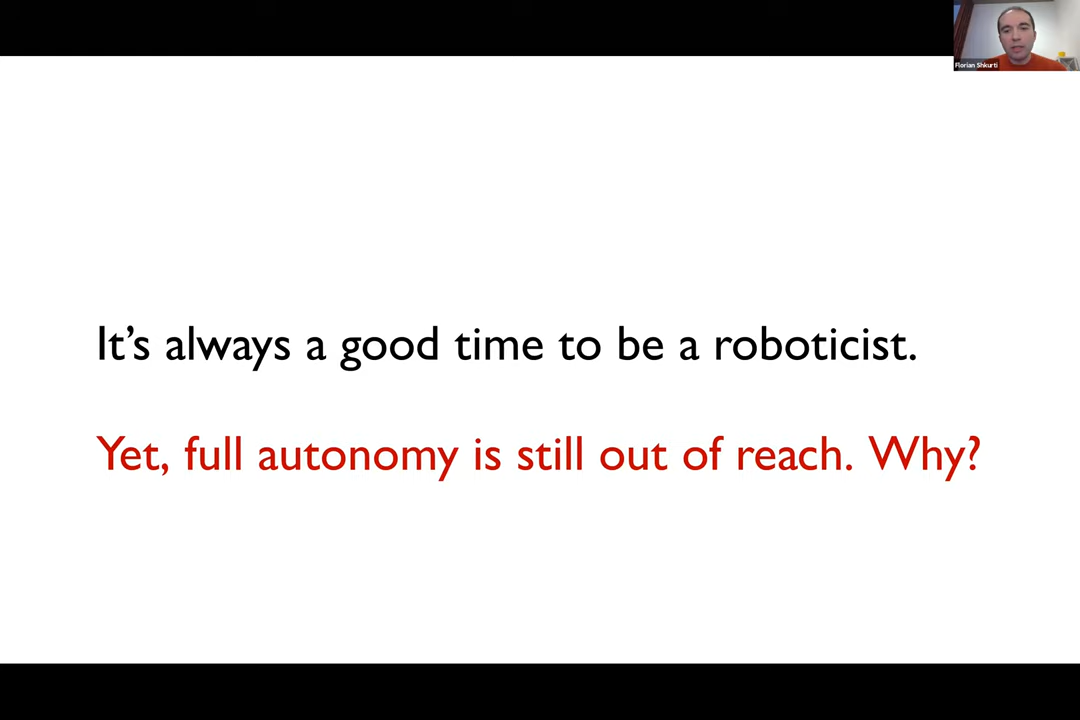 Florian Shkurti
It's always a good time to be a roboticist.
Yet, full autonomy is still out of reach. Why?